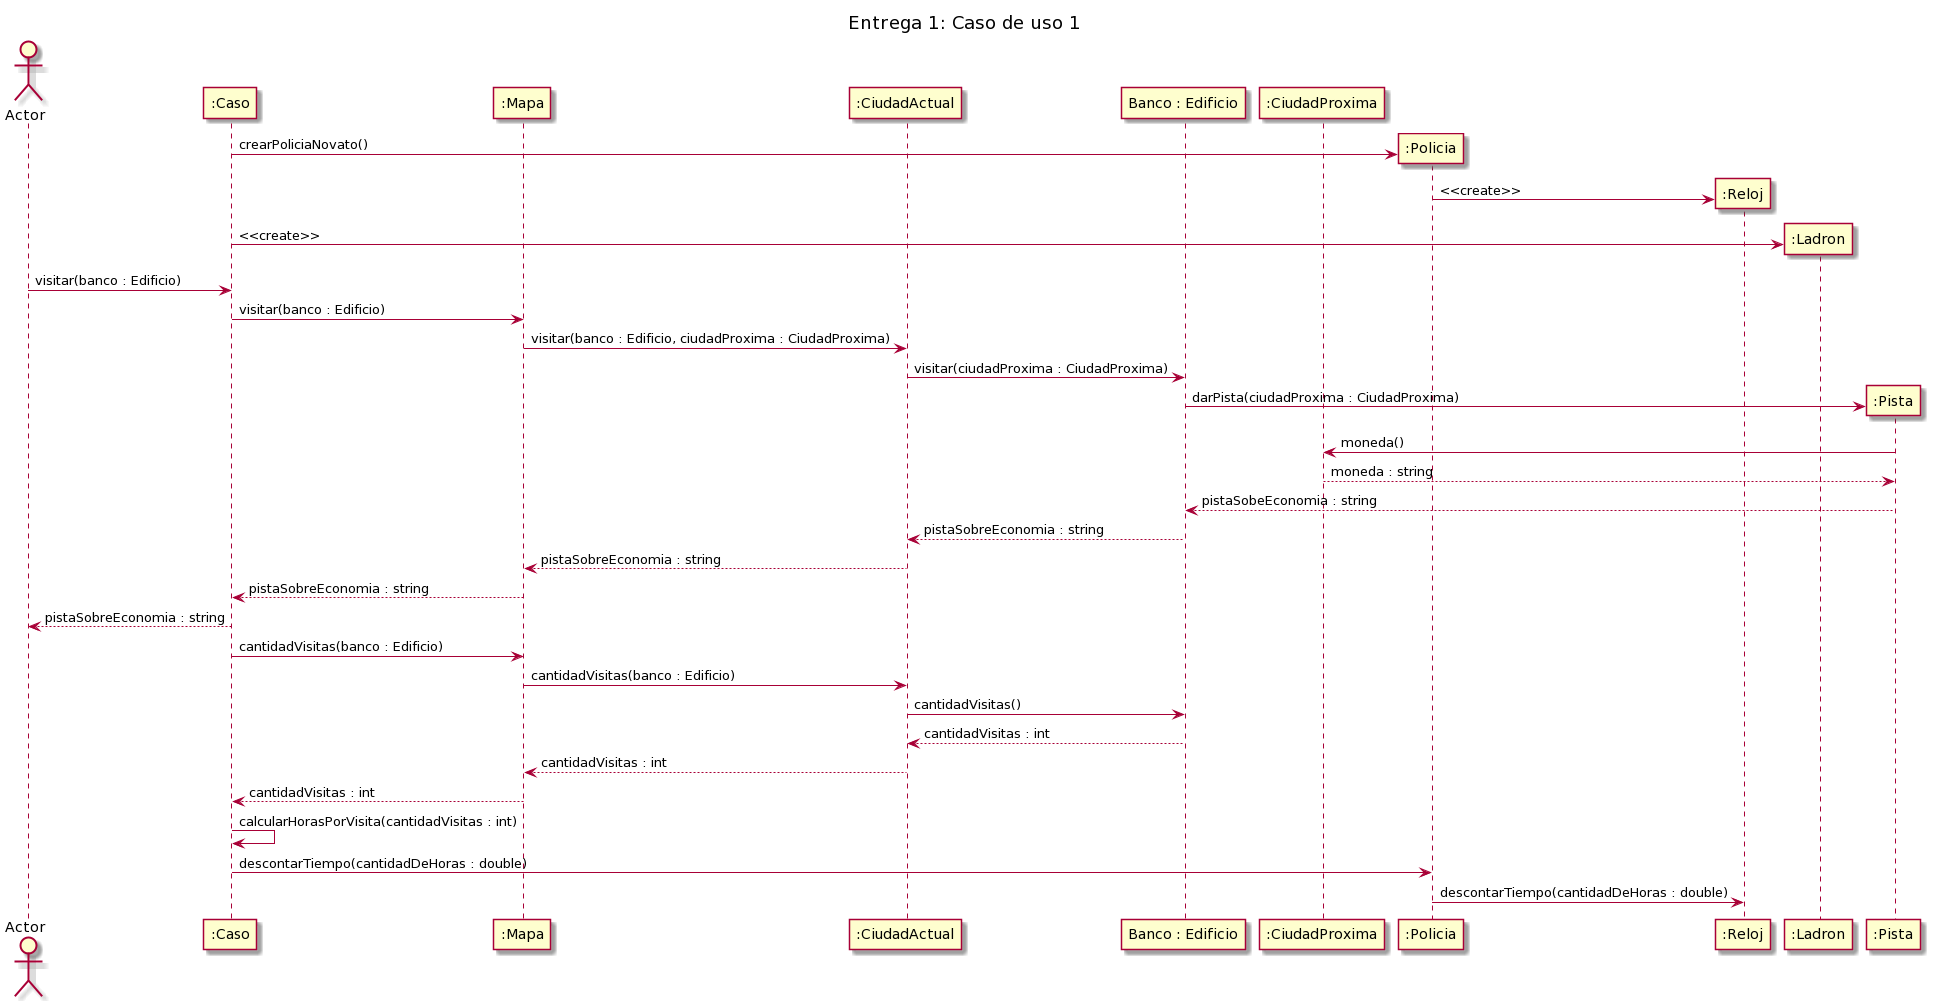 Entrega 1: Caso de uso 1
Actor
:Caso
:Mapa
:CiudadActual
Banco : Edificio
:CiudadProxima
crearPoliciaNovato()
:Policia
<<create>>
:Reloj
<<create>>
:Ladron
visitar(banco : Edificio)
visitar(banco : Edificio)
visitar(banco : Edificio, ciudadProxima : CiudadProxima)
visitar(ciudadProxima : CiudadProxima)
darPista(ciudadProxima : CiudadProxima)
:Pista
moneda()
moneda : string
pistaSobeEconomia : string
pistaSobreEconomia : string
pistaSobreEconomia : string
pistaSobreEconomia : string
pistaSobreEconomia : string
cantidadVisitas(banco : Edificio)
cantidadVisitas(banco : Edificio)
cantidadVisitas()
cantidadVisitas : int
cantidadVisitas : int
cantidadVisitas : int
calcularHorasPorVisita(cantidadVisitas : int)
descontarTiempo(cantidadDeHoras : double)
descontarTiempo(cantidadDeHoras : double)
Actor
:Caso
:Mapa
:CiudadActual
Banco : Edificio
:CiudadProxima
:Policia
:Reloj
:Ladron
:Pista